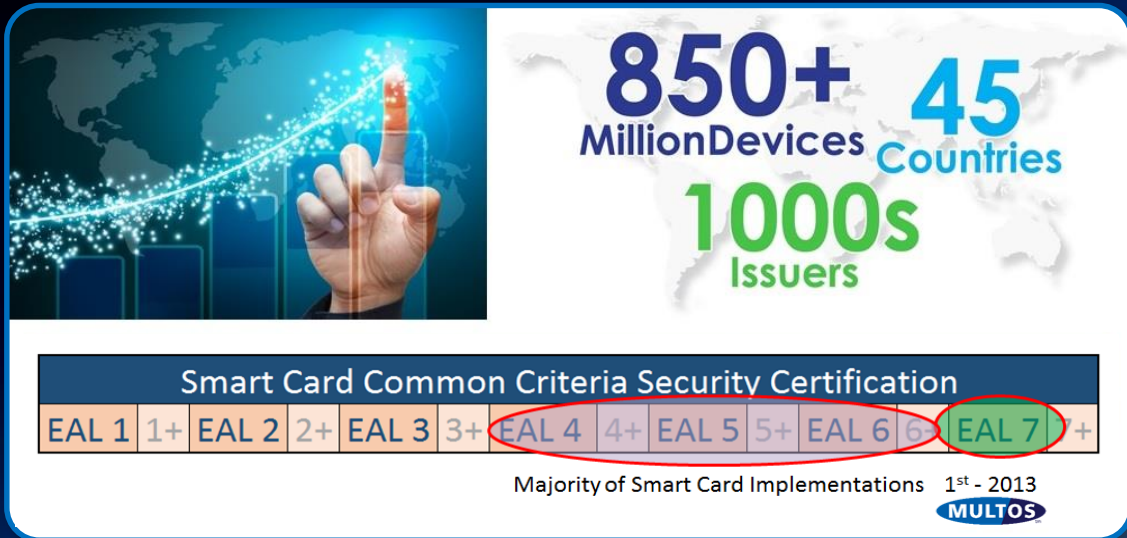 850+
MillionDevices
45
Countries
1000s
Issuers
Smart Card Common Criteria Security Certification
EAL 1 1+ EAL 2 2+ EAL 3 3+ EAL 4 4+ EAL 5 5+ EAL 6 6+ EAL 7 7+
Majority of Smart Card Implementations 1st - 2013
MULTOS